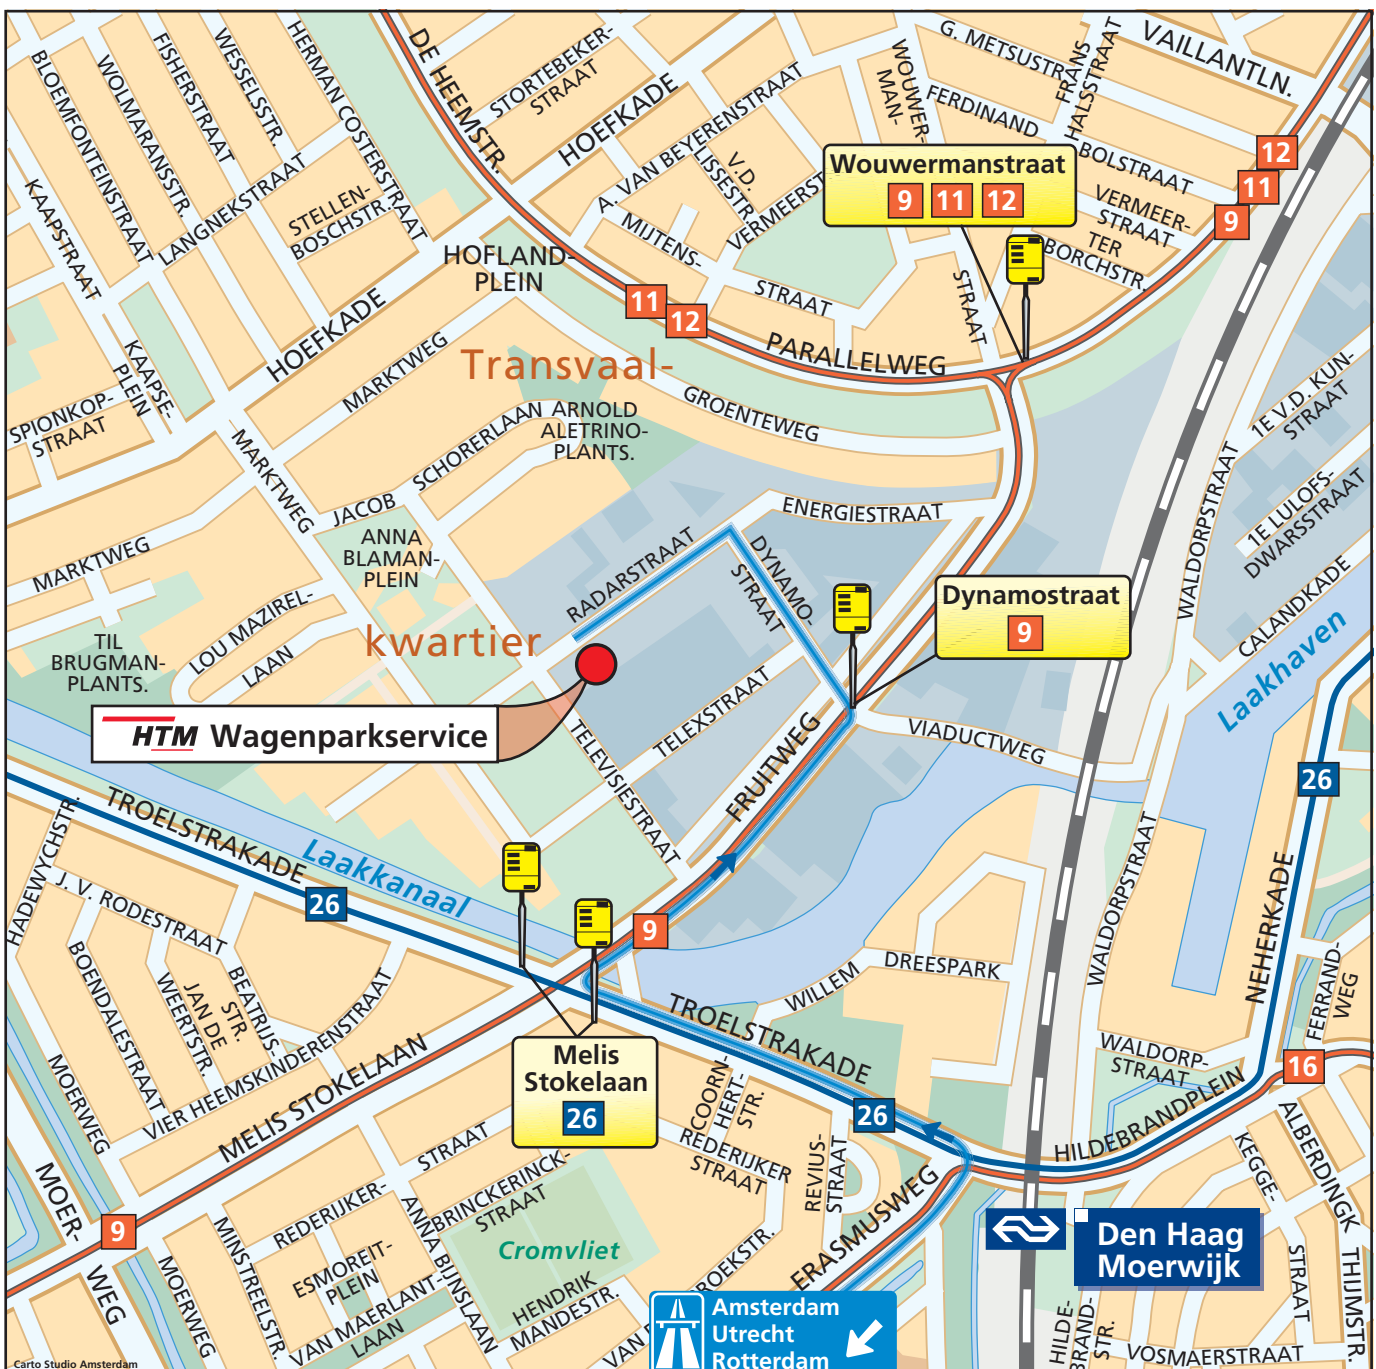 BLOEMFONTEINSTRAAT
WOLMARANSSTR.
FISHERSTRAAT
WESSELSSTR.
HERMAN COSTERSTRAAT
DE HEEMSTR.
STORTEBEKER-
STRAAT
HOEFKADE
A. VAN BEYERENSTRAAT
V.D.
LISSESTR.
VERMEERST
WOUWER-
MAN-
G. METSUSTR.
FRANS
HALSSTRAAT
VAILLANTLN.
FERDINAND
BOLSTRAAT
VERMEER-
STRAAT
TER
BORCHSTR.
12
11
9
Wouwermanstraat
9 11 12
KAAPSTRAAT
LANGNEKSTRAAT
STELLEN-
BOSCHSTR.
HOFLAND-
PLEIN
MIJTENS-
STRAAT
STRAAT
11
12
PARALLELWEG
HOEFKADE
MARKTWEG
KAAPSE-
PLEIN
SPIONKOP-
STRAAT
Transvaal-
GROENTEWEG
SCHORERLAAN
JACOB
ARNOLD
ALETRINO-
PLANTS.
MARKTWEG
ANNA
BLAMAN-
PLEIN
MARKTWEG
ENERGIESTRAAT
RADARSTRAAT
DYNAMO-
STRAAT
1E V.D. KUN-
STRAAT
1E LULOFS-
DWARSSTRAAT
WALDORPSTRAAT
CALANDKADE
Laakhaven
Dynamostraat
9
kwartier
LOU MAZIREL-
LAAN
TIL
BRUGMAN-
PLANTS.
HTM Wagenparkservice
TELEXSTRAAT
TELEVISIESTRAAT
FRUITWEG
VIADUCTWEG
26
TROELSTRAKADE
Laakkanaal
26
HADEWYCHSTR.
J. V. RODESTRAAT
BOENDALESTRAAT
JAN DE
WEERTSTR.
BEATRIJS-
STR.
VIER HEEMSKINDERENSTRAAT
MOERWEG
9
WALDORPSTRAAT
NEHERKADE
FERRAND-
WEG
WILLEM
DREESPARK
TROELSTRAKADE
MELIS STOKELAAN
Melis
Stokelaan
26
COORN-
HERT-
STR.
26
WALDORP-
STRAAT
16
HILDEBRANDPLEIN
REDERIJKER
STRAAT
REVIUS-
STRAAT
ERASMUSWEG
KEGGE-
STRAAT
ALBERDINGK
THIJMSTR
MOER-
WEG
9
MOERWEG
MINSTREELSTR.
REDERIJKER-
STRAAT
ESMOREIT-
PLEIN
VAN MAERLANT-
LAAN
ANNA BIJNSLAAN
BRINCKERINCK-
STRAAT
Cromvliet
HENDRIK
MANDESTR.
ROEKSTR.
Den Haag
Moerwijk
Amsterdam
Utrecht
Rotterdam
HILDE-
BRAND-
STR.
VOSMAERSTRAAT
Carto Studio Amsterdam